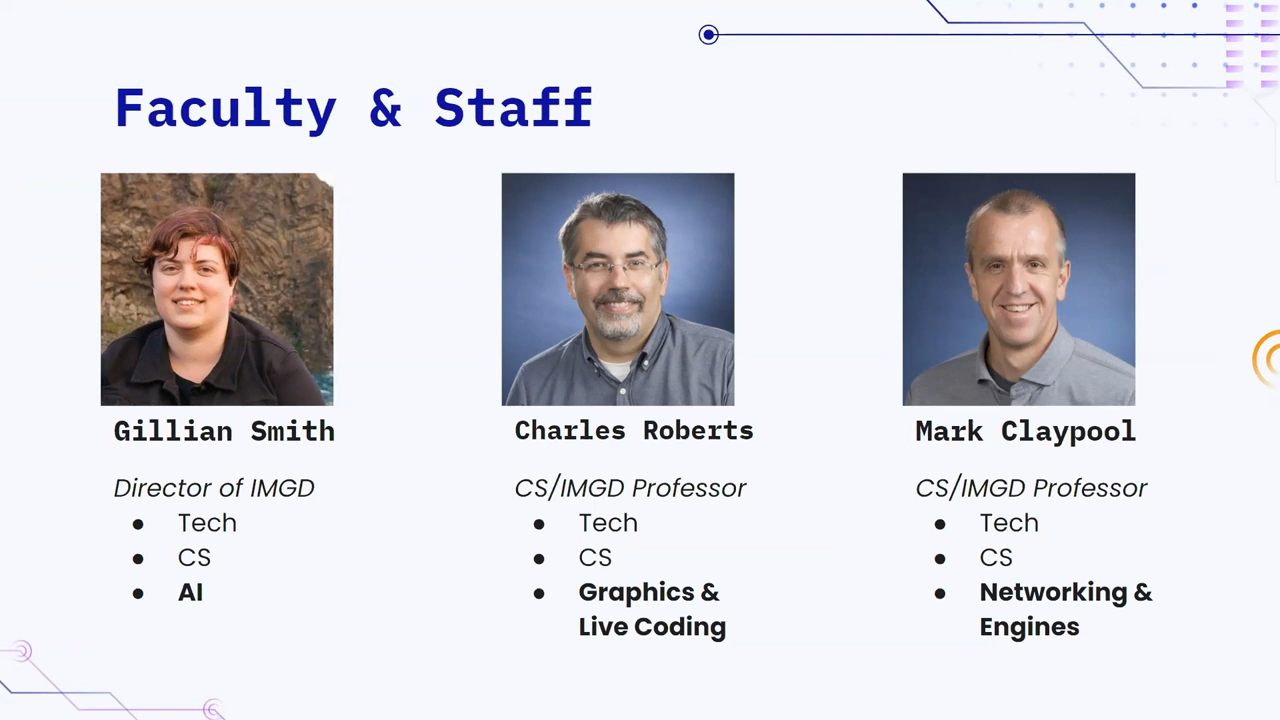 Faculty & Staff
Gillian Smith
Director of IMGD
● Tech
● CS
● AI
Charles Roberts
CS/IMGD Professor
● Tech
● CS
● Graphics &
Live Coding
Mark Claypool
CS/IMGD Professor
● Tech
● CS
● Networking &
Engines